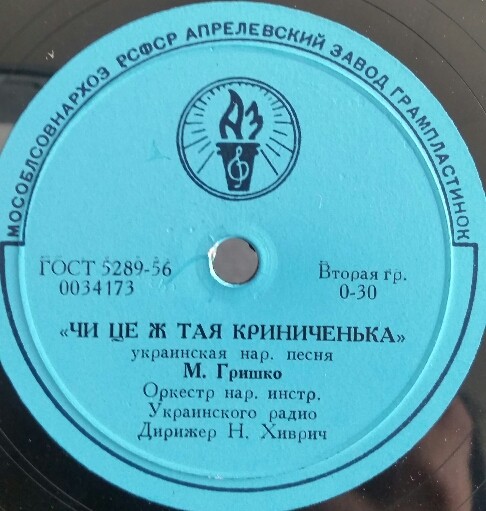 МОСОБЛСОВНАРХОЗ РСФСР АПРЕЛЕВСКИЙ ЗАВОД ГРАМПЛАСТИНОК
АЗ
ГОСТ 5289-56
0034173
Вторая гр.
0-30
«ЧИ ЦЕ Ж ТАЯ КРИНИЧЕНЬКА»
украинская нар. песня
М. Гришко
Оркестр нар. инстр.
Украинского радио
Дирижер Н. Хиврич